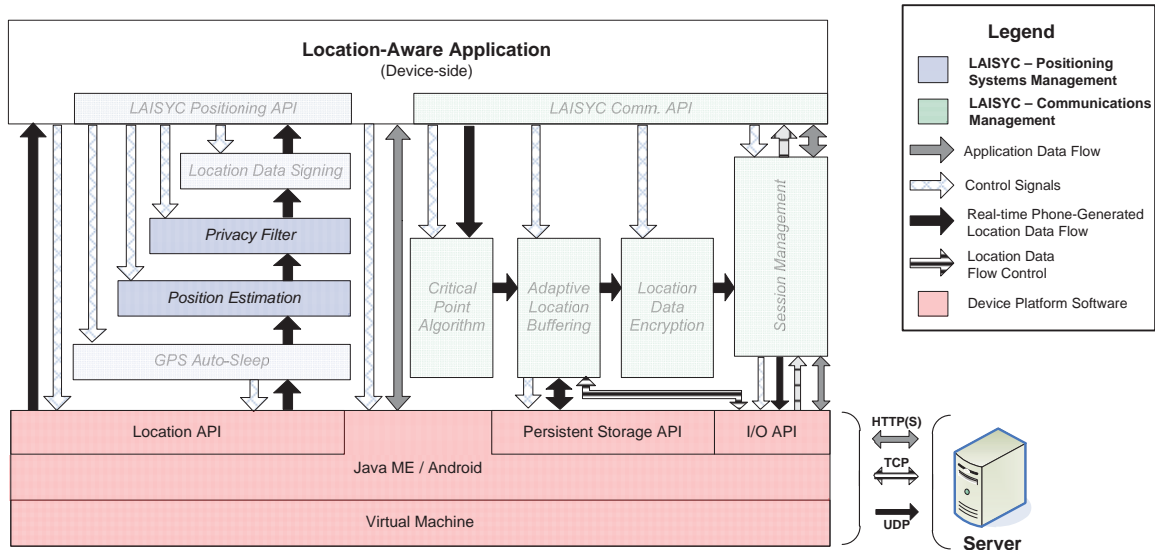 Location-Aware Application
(Device-side)
LAISYC Positioning API
LAISYC Comm. API
Location Data Signing
Privacy Filter
Position Estimation
GPS Auto-Sleep
Critical
Point
Algorithm
Adaptive
Location
Buffering
Location
Data
Encryption
Session Management
Location API
Persistent Storage API
I/O API
Java ME / Android
Virtual Machine
HTTP(S)
TCP
UDP
Server
Legend
LAISYC – Positioning
Systems Management
LAISYC – Communications
Management
Application Data Flow
Control Signals
Real-time Phone-Generated
Location Data Flow
Location Data
Flow Control
Device Platform Software